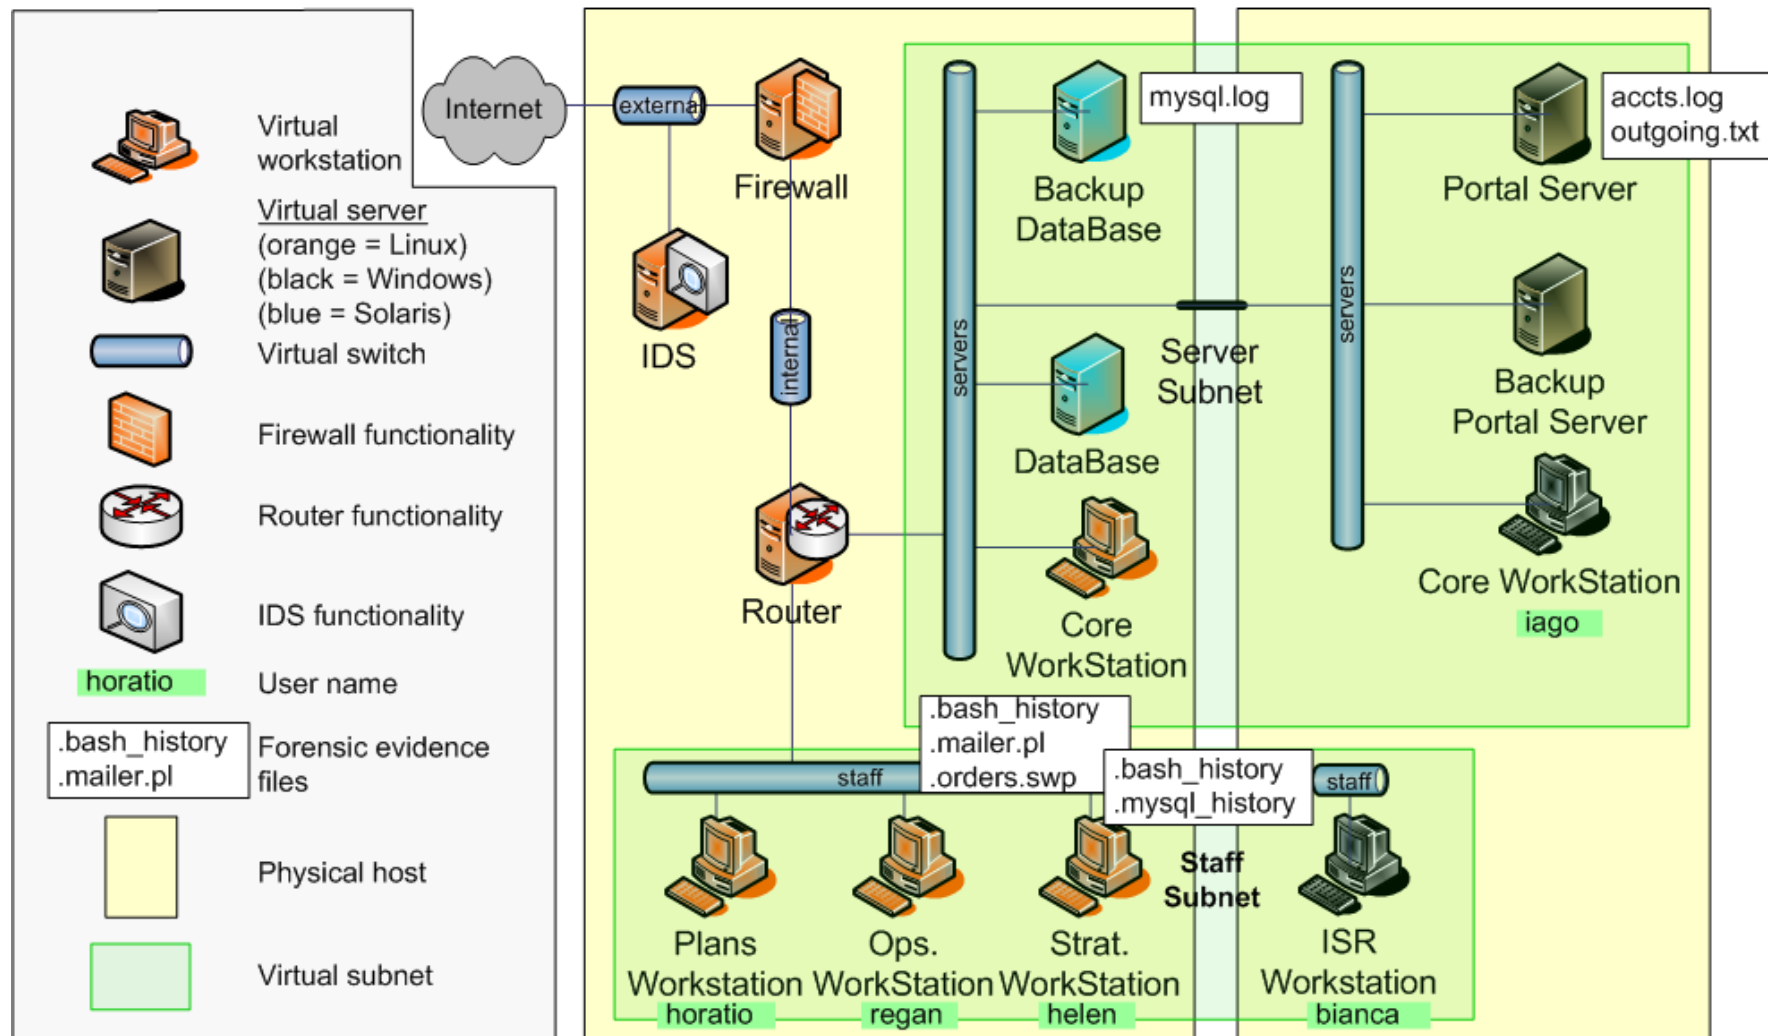 Virtual
workstation
Virtual server
(orange = Linux)
(black = Windows)
(blue = Solaris)
Virtual switch
Firewall functionality
Router functionality
IDS functionality
horatio
User name
.bash_history
.mailer.pl
Forensic evidence
files
Physical host
Virtual subnet
Internet
externa
Firewall
IDS
internal
Router
servers
Backup
DataBase
mysql.log
DataBase
Core
WorkStation
Server
Subnet
servers
Portal Server
accts.log
outgoing.txt
Backup
Portal Server
Core WorkStation
iago
.bash_history
.mailer.pl
.orders.swp
.bash_history
.mysql_history
staff
staff
Plans
Workstation
horatio
Ops.
WorkStation
regan
Strat.
WorkStation
helen
Staff
Subnet
ISR
Workstation
bianca